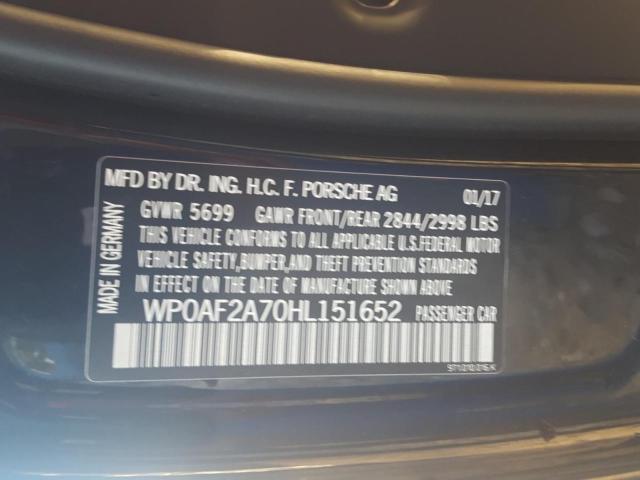 MFD BY DR. ING. H.C. F. PORSCHE AG 01/17
GVWR 5699 GAWR FRONT/REAR 2844/2998 LBS
THIS VEHICLE CONFORMS TO ALL APPLICABLE U.S.FEDERAL MOTOR
VEHICLE SAFETY,BUMPER,AND THEFT PREVENTION STANDARDS
IN EFFECT ON THE DATE OF MANUFACTURE SHOWN ABOVE.
WP0AF2A70HL151652 PASSENGER CAR
MADE IN GERMANY